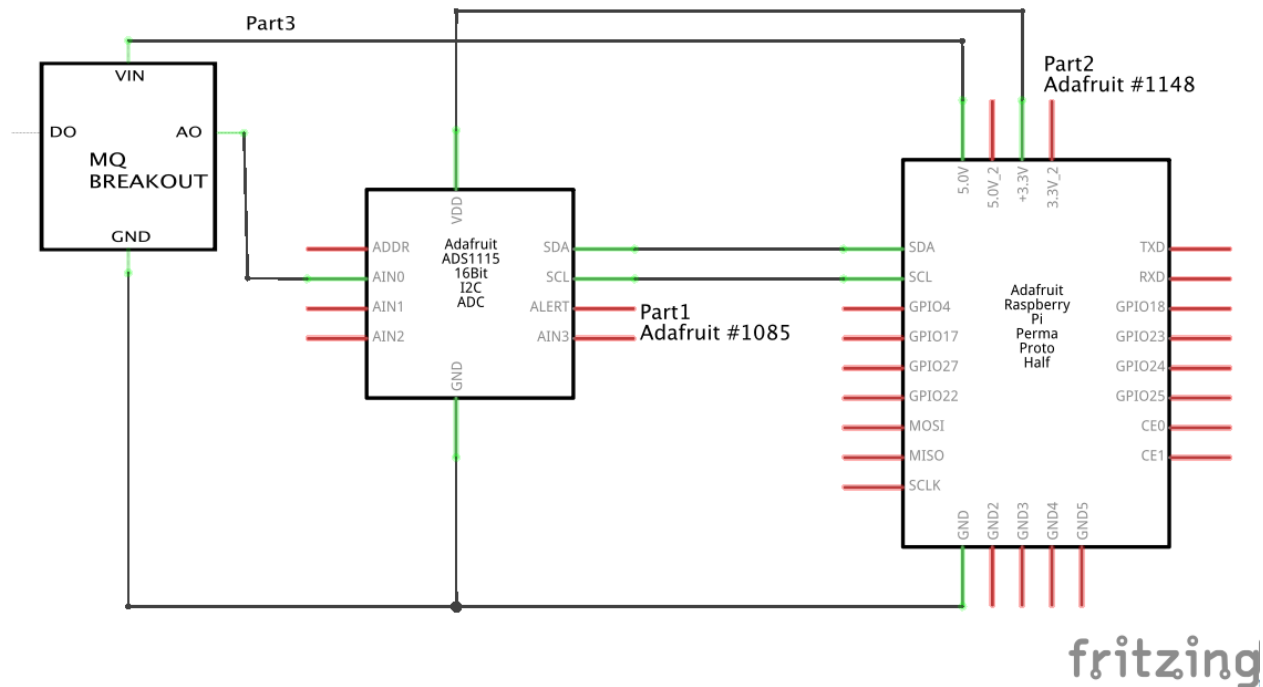 Part3
VIN
DO
AO
MQ
BREAKOUT
GND
VDD
ADDR
AIN0
AIN1
AIN2
Adafruit
ADS1115
16Bit
I2C
ADC
SDA
SCL
ALERT
AIN3
GND
Part1
Adafruit #1085
Part2
Adafruit #1148
5.0V
5.0V_2
+3.3V
3.3V_2
SDA
SCL
GPIO4
GPIO17
GPIO27
GPIO22
MOSI
MISO
SCLK
Adafruit
Raspberry
Pi
Perma
Proto
Half
TXD
RXD
GPIO18
GPIO23
GPIO24
GPIO25
CE0
CE1
GND
GND2
GND3
GND4
GND5
fritzing